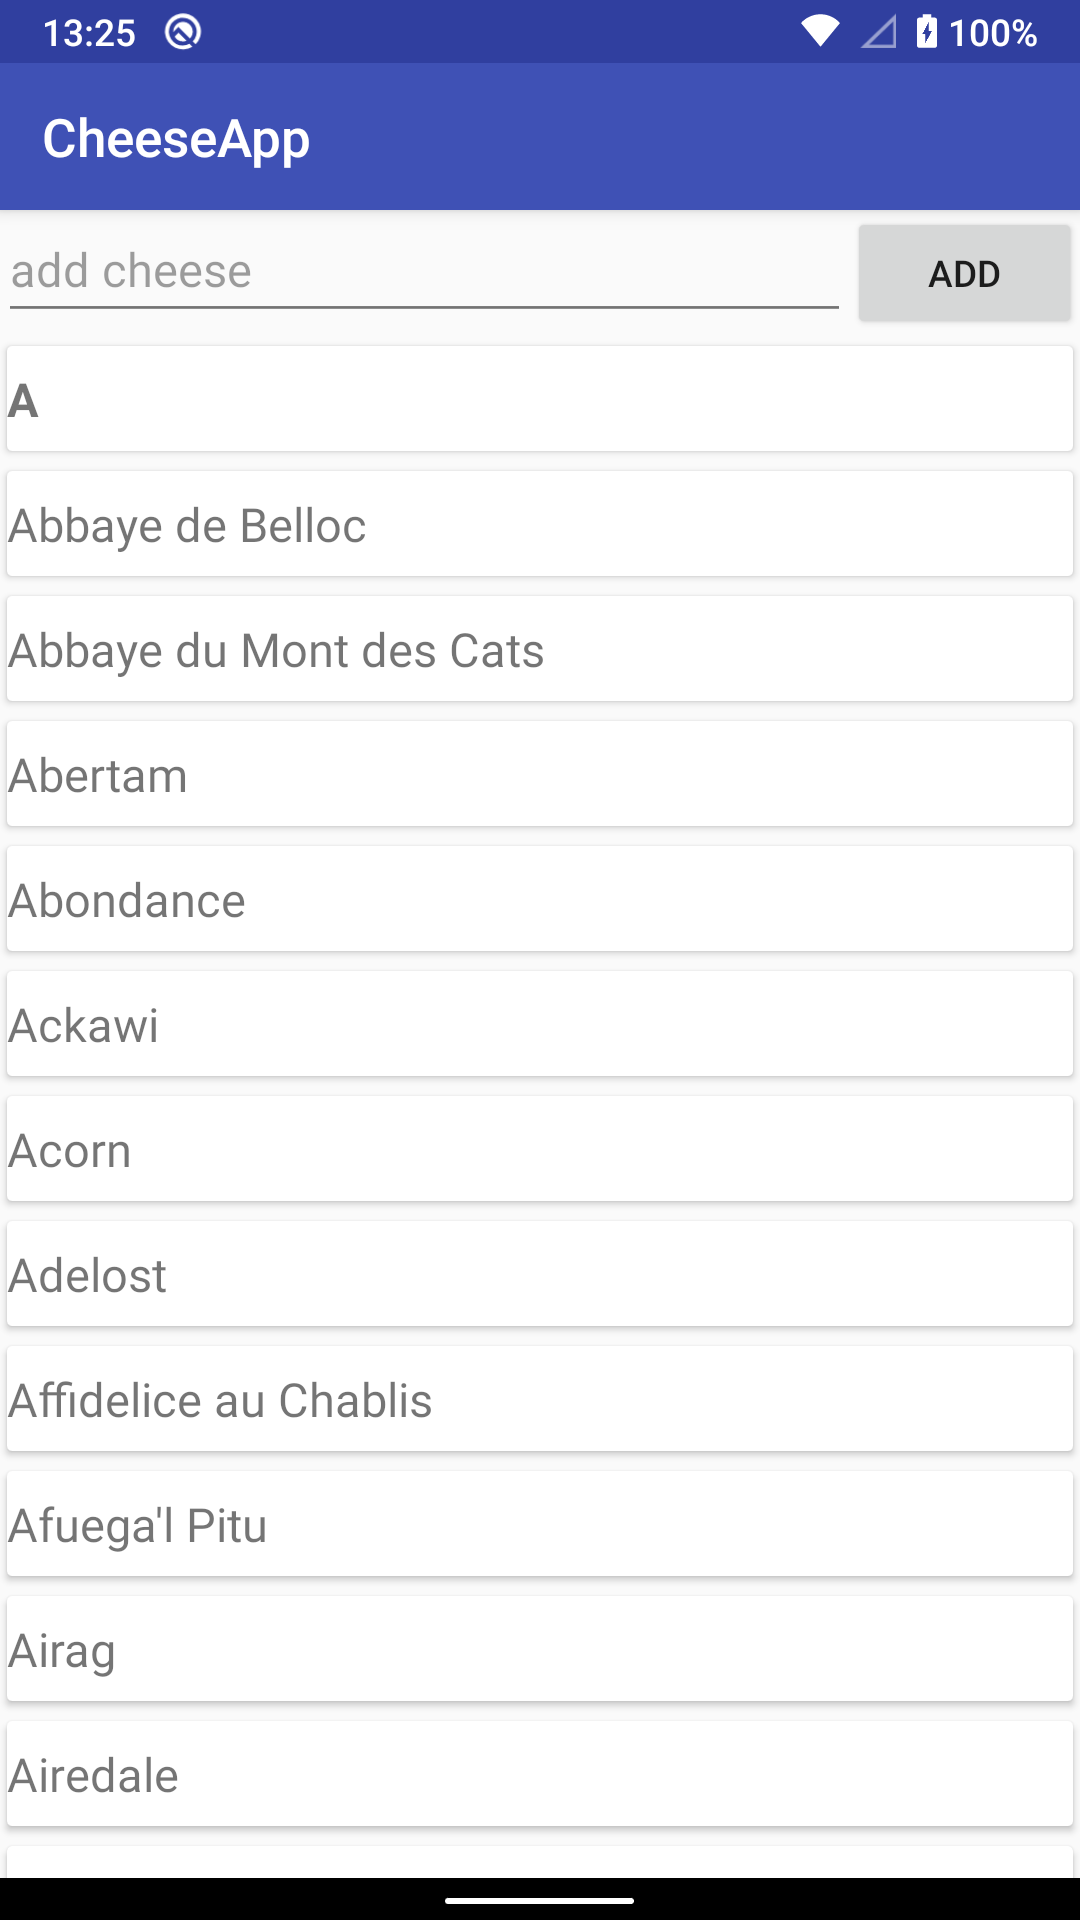 13:25 100%
CheeseApp
add cheese ADD
A
Abbaye de Belloc
Abbaye du Mont des Cats
Abertam
Abondance
Ackawi
Acorn
Adelost
Affidelice au Chablis
Afuega'l Pitu
Airag
Airedale